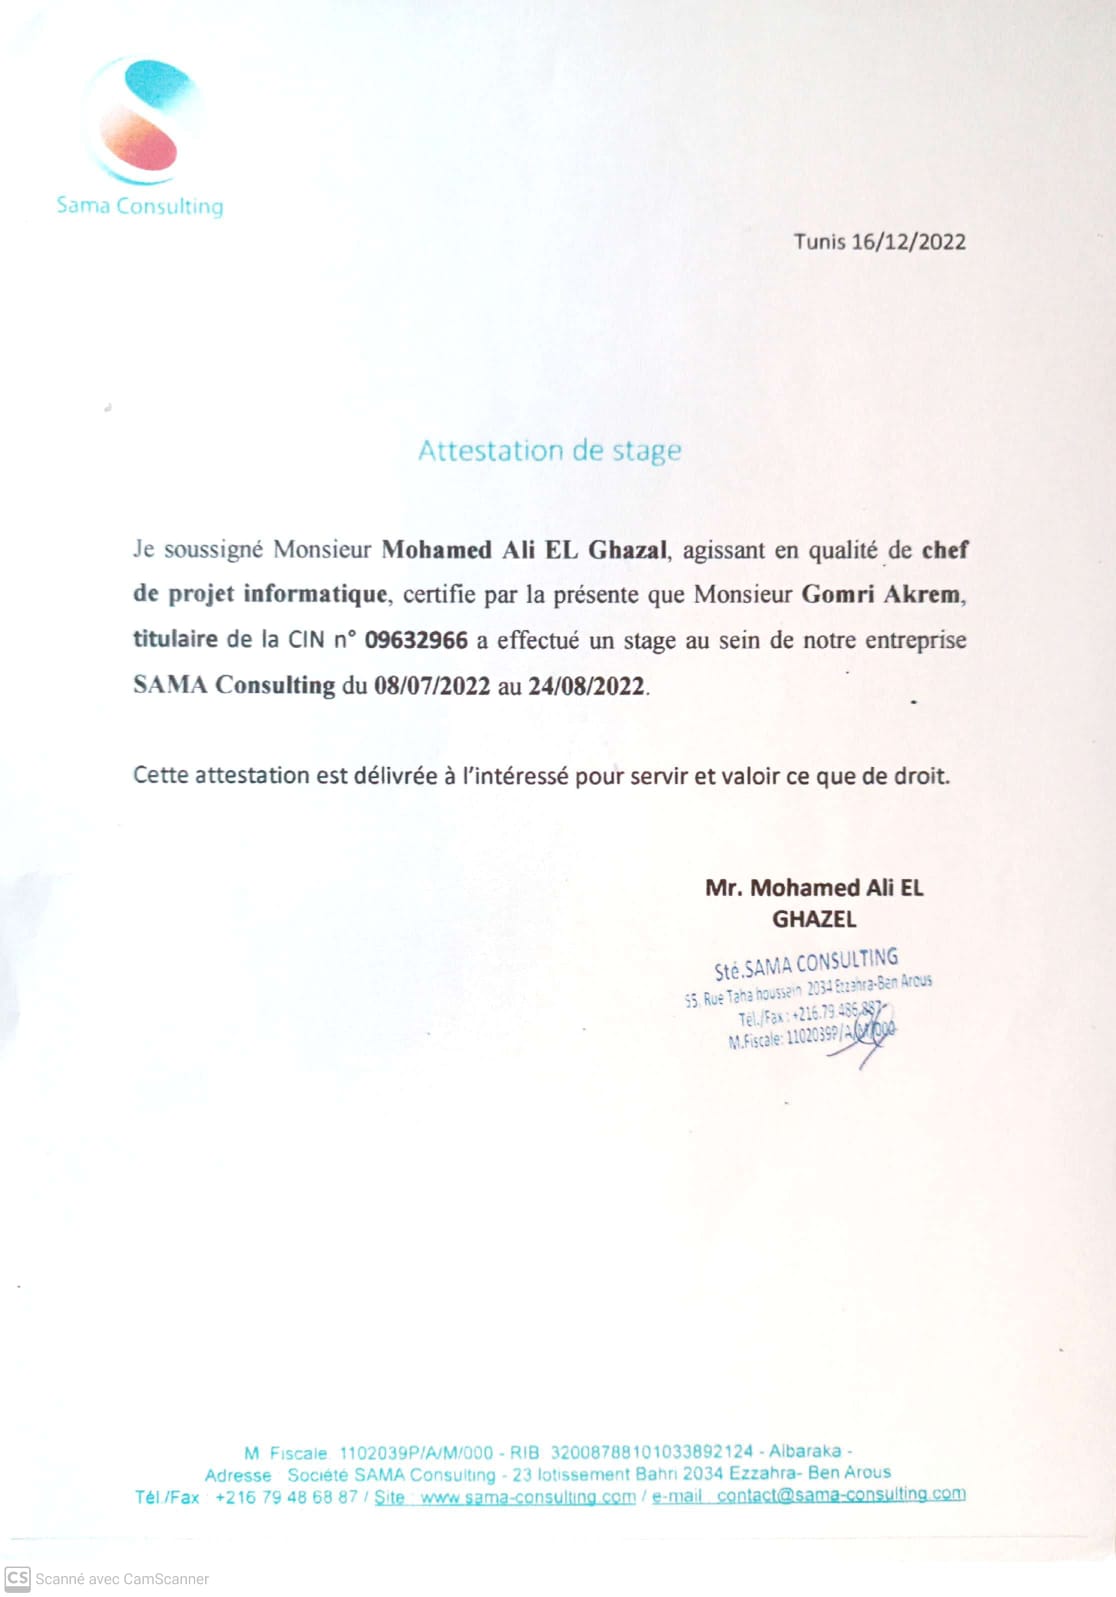 Sama Consulting
Tunis 16/12/2022
Attestation de stage
Je soussigné Monsieur Mohamed Ali EL Ghazal, agissant en qualité de chef
de projet informatique, certifie par la présente que Monsieur Gomri Akrem,
titulaire de la CIN n° 09632966 a effectué un stage au sein de notre entreprise
SAMA Consulting du 08/07/2022 au 24/08/2022.
Cette attestation est délivrée à l'intéressé pour servir et valoir ce que de droit.
Mr. Mohamed Ali EL
GHAZEL
Sté.SAMA CONSULTING
55, Rue Taha houssein 2034 Ezzahra-Ben Arous
Tél./Fax : +216.79.486.887
M.Fiscale: 1102039P/A/M/000
M Fiscale 1102039P/A/M/000 - RIB 32008788101033892124 - Albaraka -
Adresse Société SAMA Consulting - 23 lotissement Bahri 2034 Ezzahra- Ben Arous
Tél /Fax : +216 79 48 68 87 / Site : www sama-consulting com / e-mail contact@sama-consulting com
CS Scanné avec CamScanner